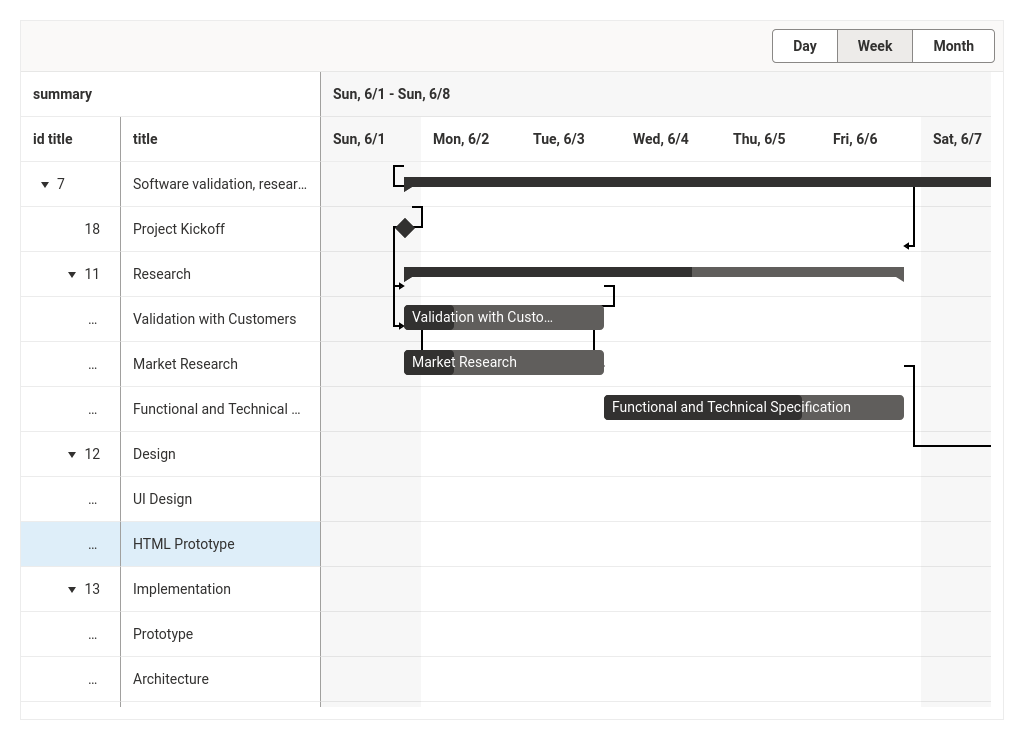 Day Week Month
summary Sun, 6/1 - Sun, 6/8
id title title Sun, 6/1 Mon, 6/2 Tue, 6/3 Wed, 6/4 Thu, 6/5 Fri, 6/6 Sat, 6/7
7 Software validation, resear…
18 Project Kickoff
11 Research
… Validation with Customers Validation with Custo…
… Market Research Market Research
… Functional and Technical … Functional and Technical Specification
12 Design
… UI Design
… HTML Prototype
13 Implementation
… Prototype
… Architecture